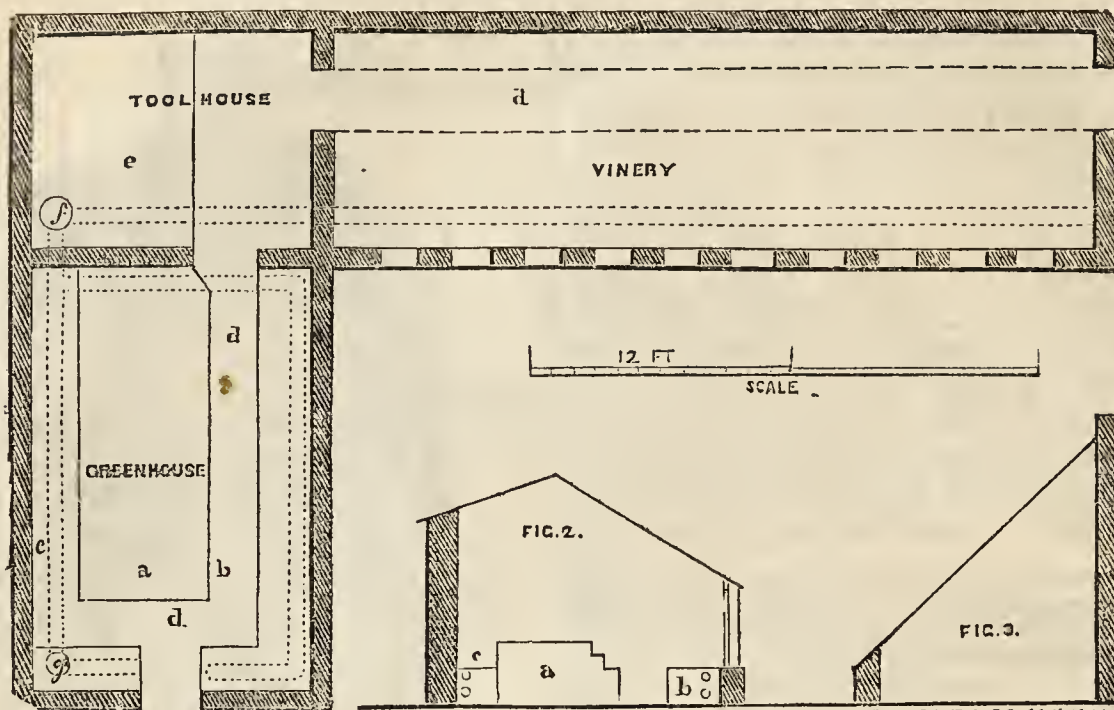 TOOL HOUSE
d
e
VINERY
f
d
12 FT
SCALE
GREENHOUSE
FIG. 2.
c
a
b
FIG. 3.
d.
c
a
b
g